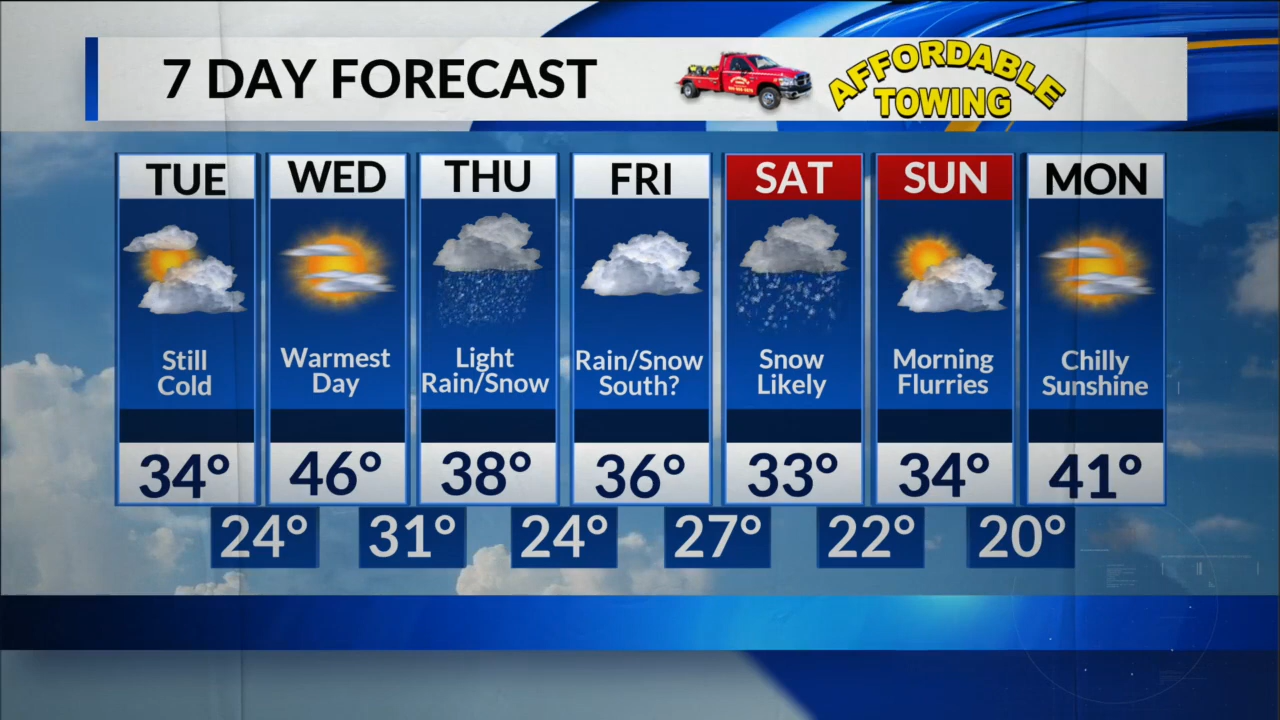 7 DAY FORECAST
AFFORDABLE
TOWING
TUE
WED
THU
FRI
SAT
SUN
MON
Still
Cold
Warmest
Day
Light
Rain/Snow
Rain/Snow
South?
Snow
Likely
Morning
Flurries
Chilly
Sunshine
34°
46°
38°
36°
33°
34°
41°
24°
31°
24°
27°
22°
20°